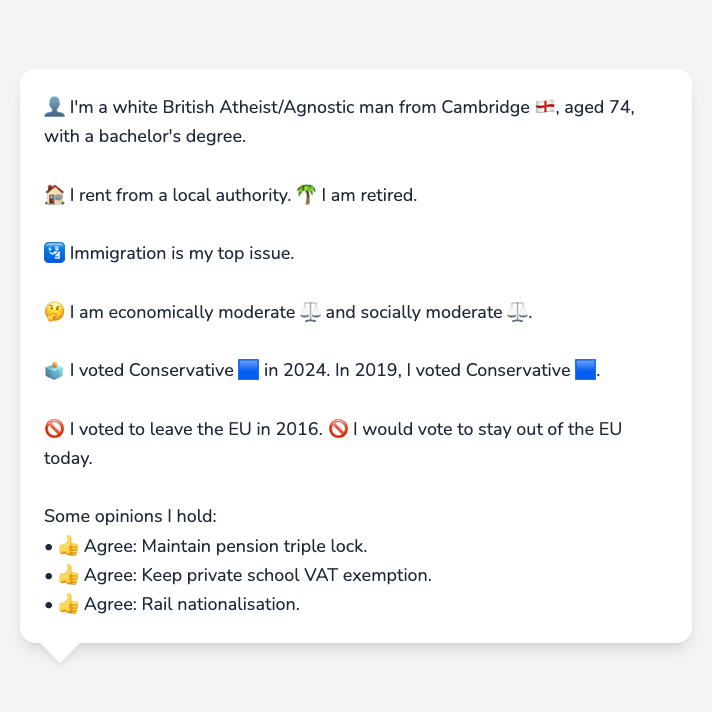 👤 I'm a white British Atheist/Agnostic man from Cambridge 🏴󠁧󠁢󠁥󠁮󠁧󠁿, aged 74,
with a bachelor's degree.
🏠 I rent from a local authority. 🌴 I am retired.
🛂 Immigration is my top issue.
🤔 I am economically moderate ⚖️ and socially moderate ⚖️.
🗳️ I voted Conservative 🟦 in 2024. In 2019, I voted Conservative 🟦.
🚫 I voted to leave the EU in 2016. 🚫 I would vote to stay out of the EU
today.
Some opinions I hold:
• 👍 Agree: Maintain pension triple lock.
• 👍 Agree: Keep private school VAT exemption.
• 👍 Agree: Rail nationalisation.